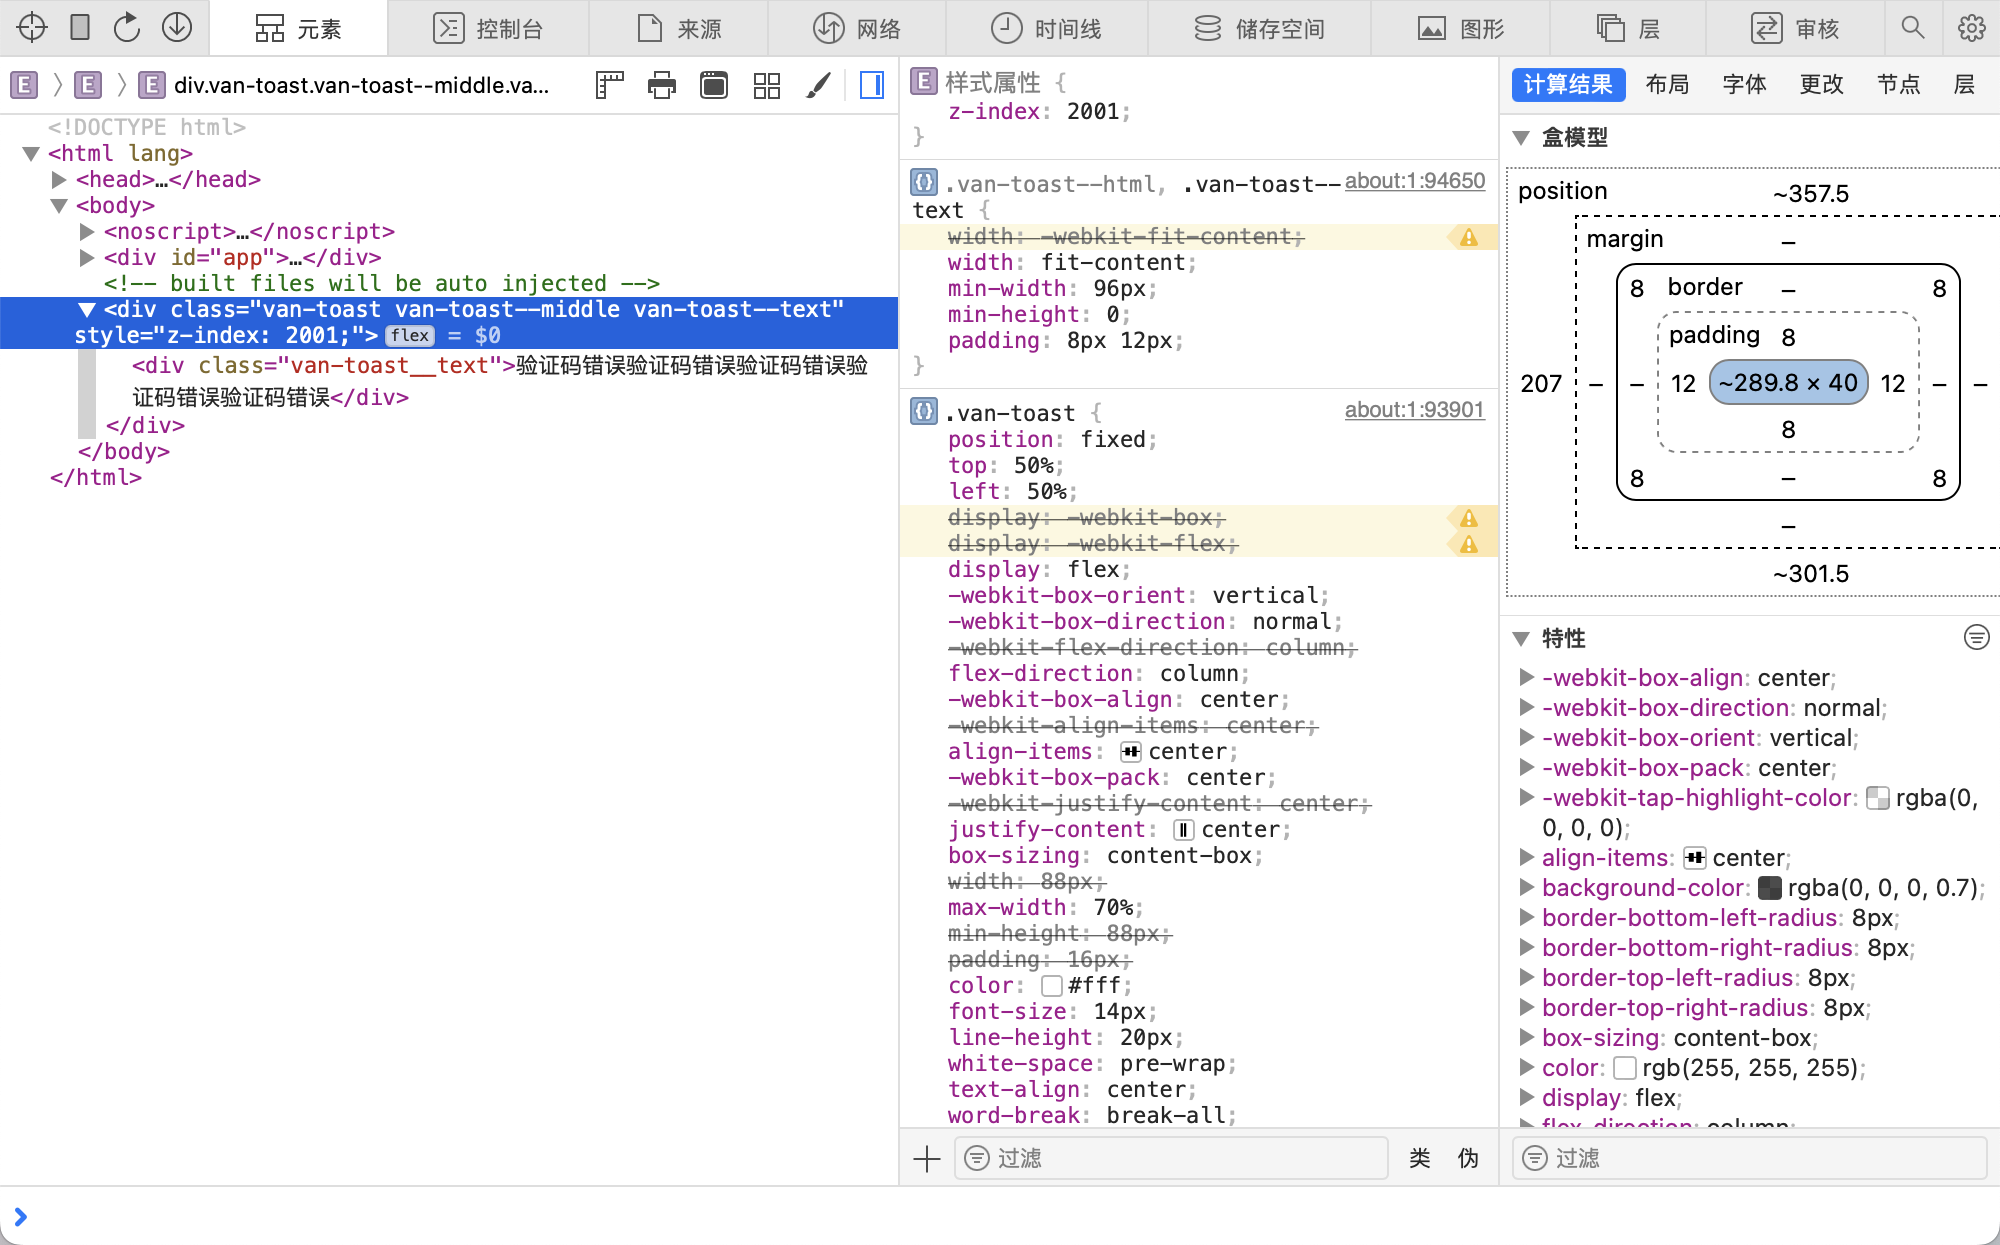 元素
控制台
来源
网络
时间线
储存空间
图形
层
审核
E 〉 E 〉 E div.van-toast.van-toast--middle.va...
<!DOCTYPE html>
<html lang>
<head>…</head>
<body>
<noscript>…</noscript>
<div id="app">…</div>
<!-- built files will be auto injected -->
<div class="van-toast van-toast--middle van-toast--text"
style="z-index: 2001;"> flex = $0
<div class="van-toast__text">验证码错误验证码错误验证码错误验
证码错误验证码错误</div>
</div>
</body>
</html>
E 样式属性 {
z-index: 2001;
}
.van-toast--html, .van-toast-- about:1:94650
text {
width: -webkit-fit-content;
width: fit-content;
min-width: 96px;
min-height: 0;
padding: 8px 12px;
}
.van-toast { about:1:93901
position: fixed;
top: 50%;
left: 50%;
display: -webkit-box;
display: -webkit-flex;
display: flex;
-webkit-box-orient: vertical;
-webkit-box-direction: normal;
-webkit-flex-direction: column;
flex-direction: column;
-webkit-box-align: center;
-webkit-align-items: center;
align-items: center;
-webkit-box-pack: center;
-webkit-justify-content: center;
justify-content: center;
box-sizing: content-box;
width: 88px;
max-width: 70%;
min-height: 88px;
padding: 16px;
color: #fff;
font-size: 14px;
line-height: 20px;
white-space: pre-wrap;
text-align: center;
word-break: break-all;
过滤
类
伪
计算结果 布局 字体 更改 节点 层
盒模型
position ~357.5
margin –
8 border – 8
padding 8
207 – – 12 ~289.8 × 40 12 – –
8
8 – 8
–
~301.5
特性
-webkit-box-align: center;
-webkit-box-direction: normal;
-webkit-box-orient: vertical;
-webkit-box-pack: center;
-webkit-tap-highlight-color: rgba(0,
0, 0, 0);
align-items: center;
background-color: rgba(0, 0, 0, 0.7);
border-bottom-left-radius: 8px;
border-bottom-right-radius: 8px;
border-top-left-radius: 8px;
border-top-right-radius: 8px;
box-sizing: content-box;
color: rgb(255, 255, 255);
display: flex;
flex-direction: column;
过滤